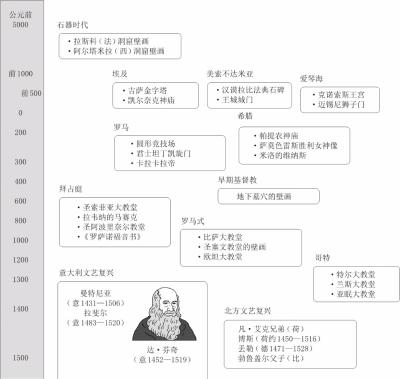 公元前
5000
石器时代
·拉斯科（法）洞窟壁画
·阿尔塔米拉（西）洞窟壁画
前1000
埃及
·吉萨金字塔
·凯尔奈克神庙
美索不达米亚
·汉谟拉比法典石碑
·王城城门
爱琴海
·克诺索斯王宫
·迈锡尼狮子门
前500
0
200
罗马
·圆形竞技场
·君士坦丁凯旋门
·卡拉卡拉帝
希腊
·帕提农神庙
·萨莫色雷斯胜利女神像
·米洛的维纳斯
300
400
600
800
拜占庭
·圣索菲亚大教堂
·拉韦纳的马赛克
·圣阿波里奈尔教堂
·《罗萨诺福音书》
早期基督教
地下墓穴的壁画
1000
1200
罗马式
·比萨大教堂
·圣塞文教堂的壁画
·欧坦大教堂
哥特
·特尔大教堂
·兰斯大教堂
·亚眠大教堂
1300
1400
1500
意大利文艺复兴
曼特尼亚
（意1431—1506）
拉斐尔
（意1483—1520）
达·芬奇
（意1452—1519）
北方文艺复兴
凡·艾克兄弟（荷）
博斯（荷约1450—1516）
丢勒（德1471—1528）
勃鲁盖尔父子（比）